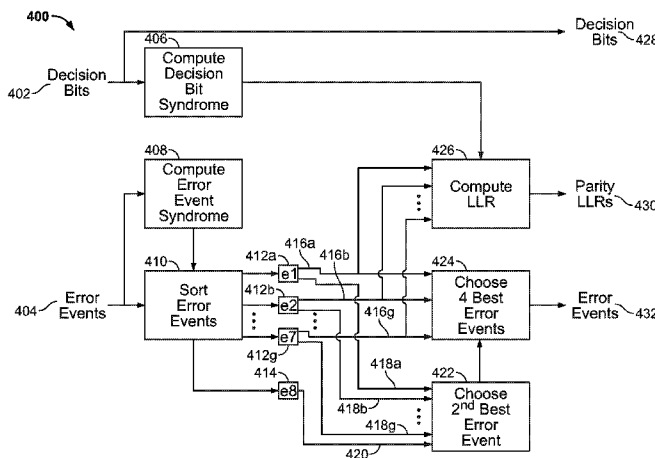 400
406
Compute
Decision
Bit
Syndrome
Decision
Bits
402
Decision
Bits
428
408
Compute
Error
Event
Syndrome
426
Compute
LLR
Parity
LLRs
430
410
Sort
Error
Events
Error
Events
404
412a
416a
416b
e1
412b
e2
416g
e7
412g
414
e8
424
Choose
4 Best
Error
Events
Error
Events
432
418a
418b
418g
420
422
Choose
2nd Best
Error
Event